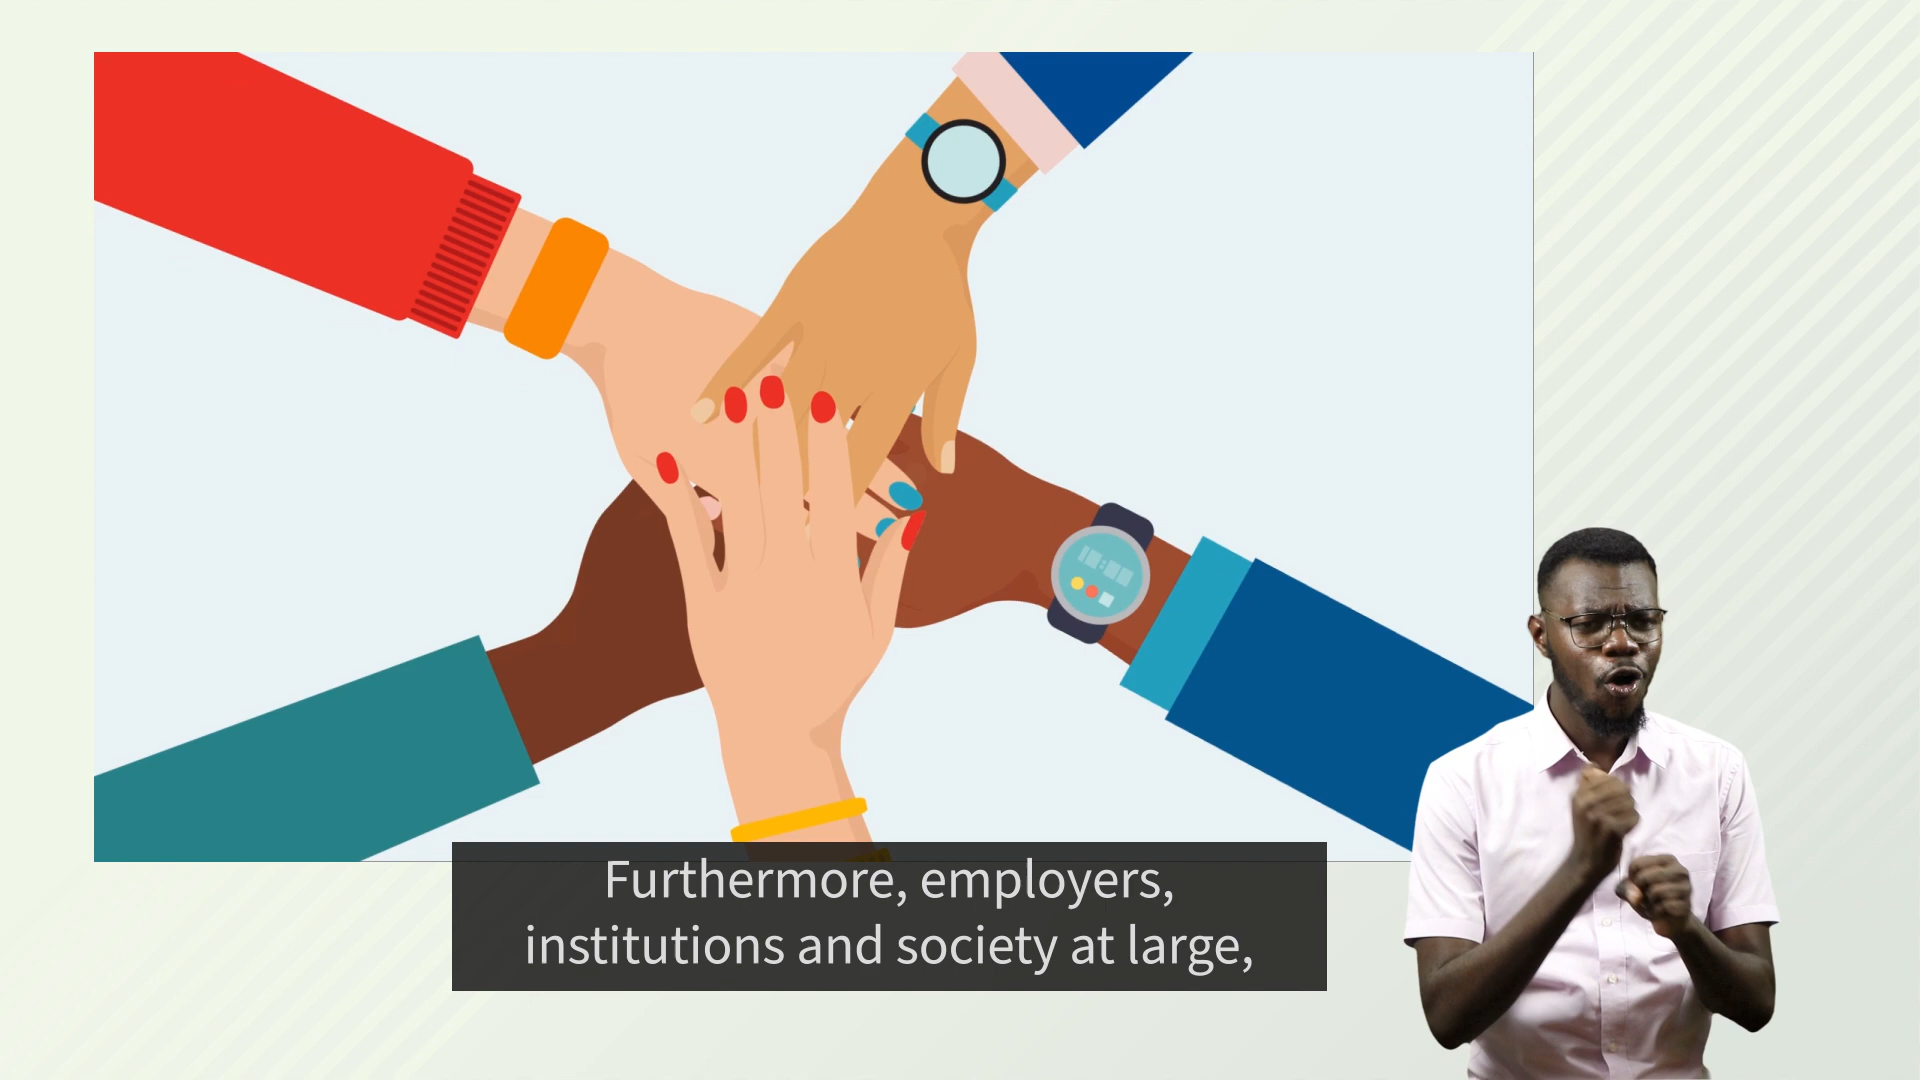 Furthermore, employers,
institutions and society at large,